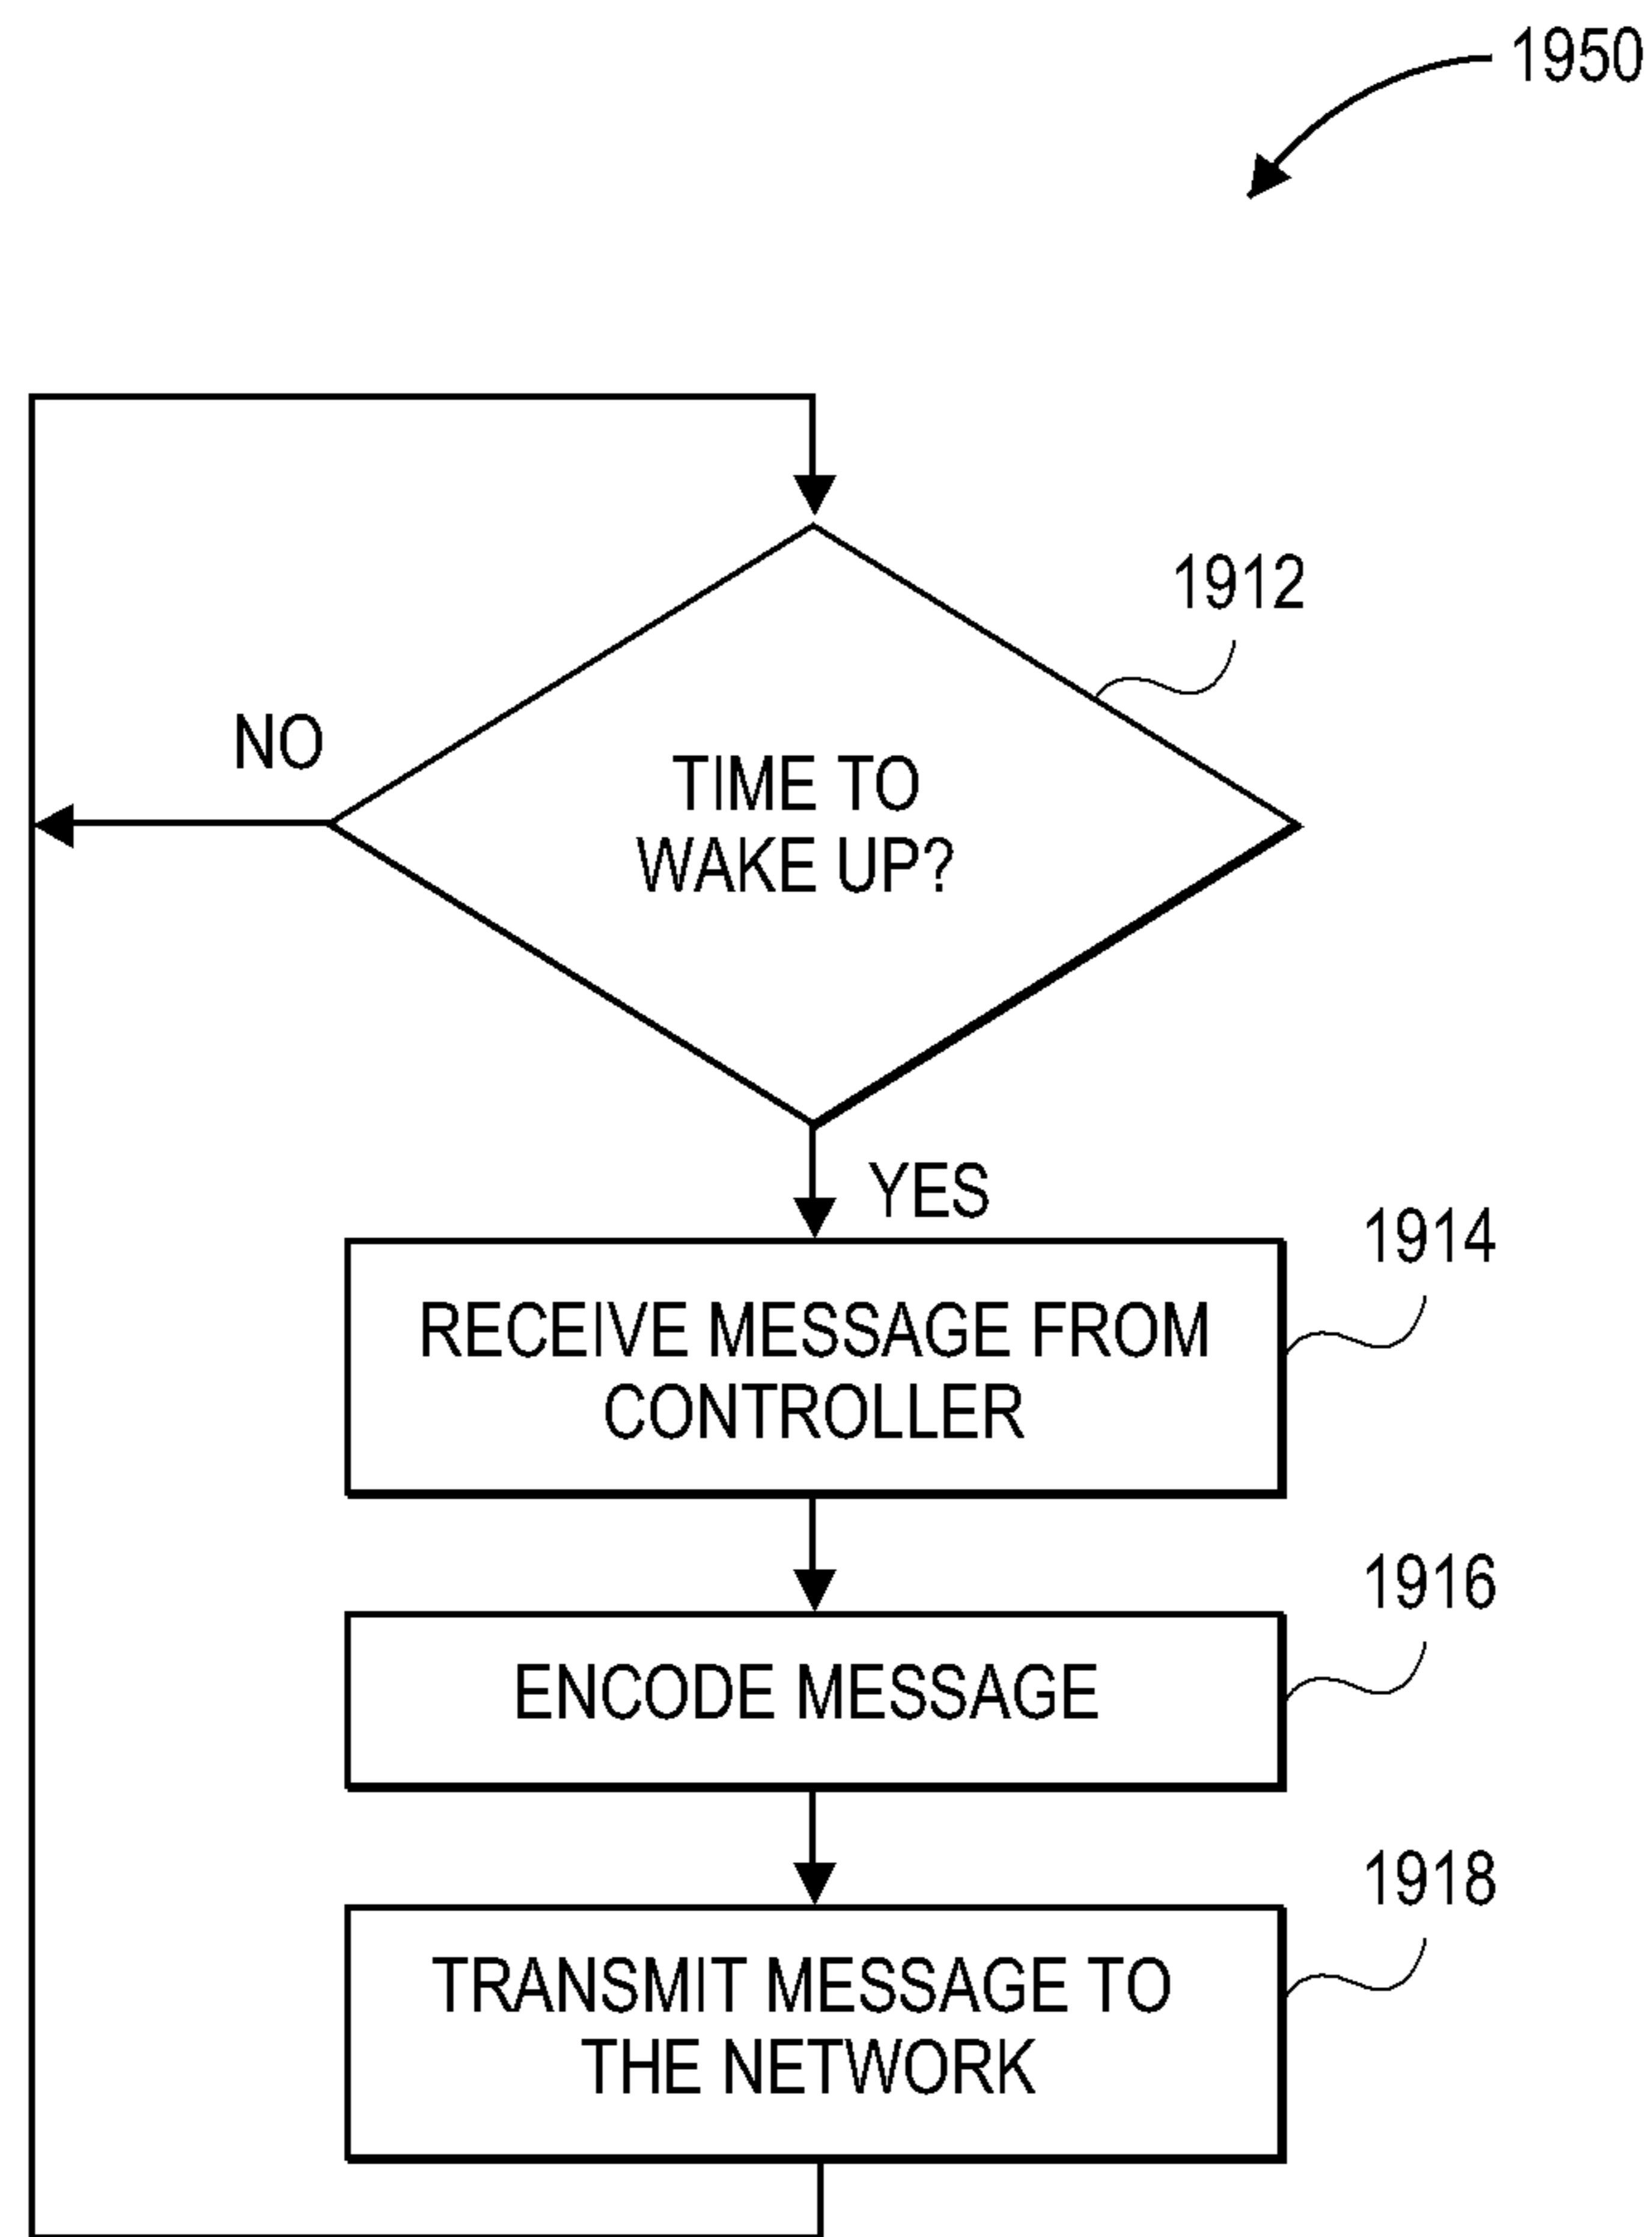 1950
1912
NO
TIME TO
WAKE UP?
YES
1914
RECEIVE MESSAGE FROM
CONTROLLER
1916
ENCODE MESSAGE
1918
TRANSMIT MESSAGE TO
THE NETWORK